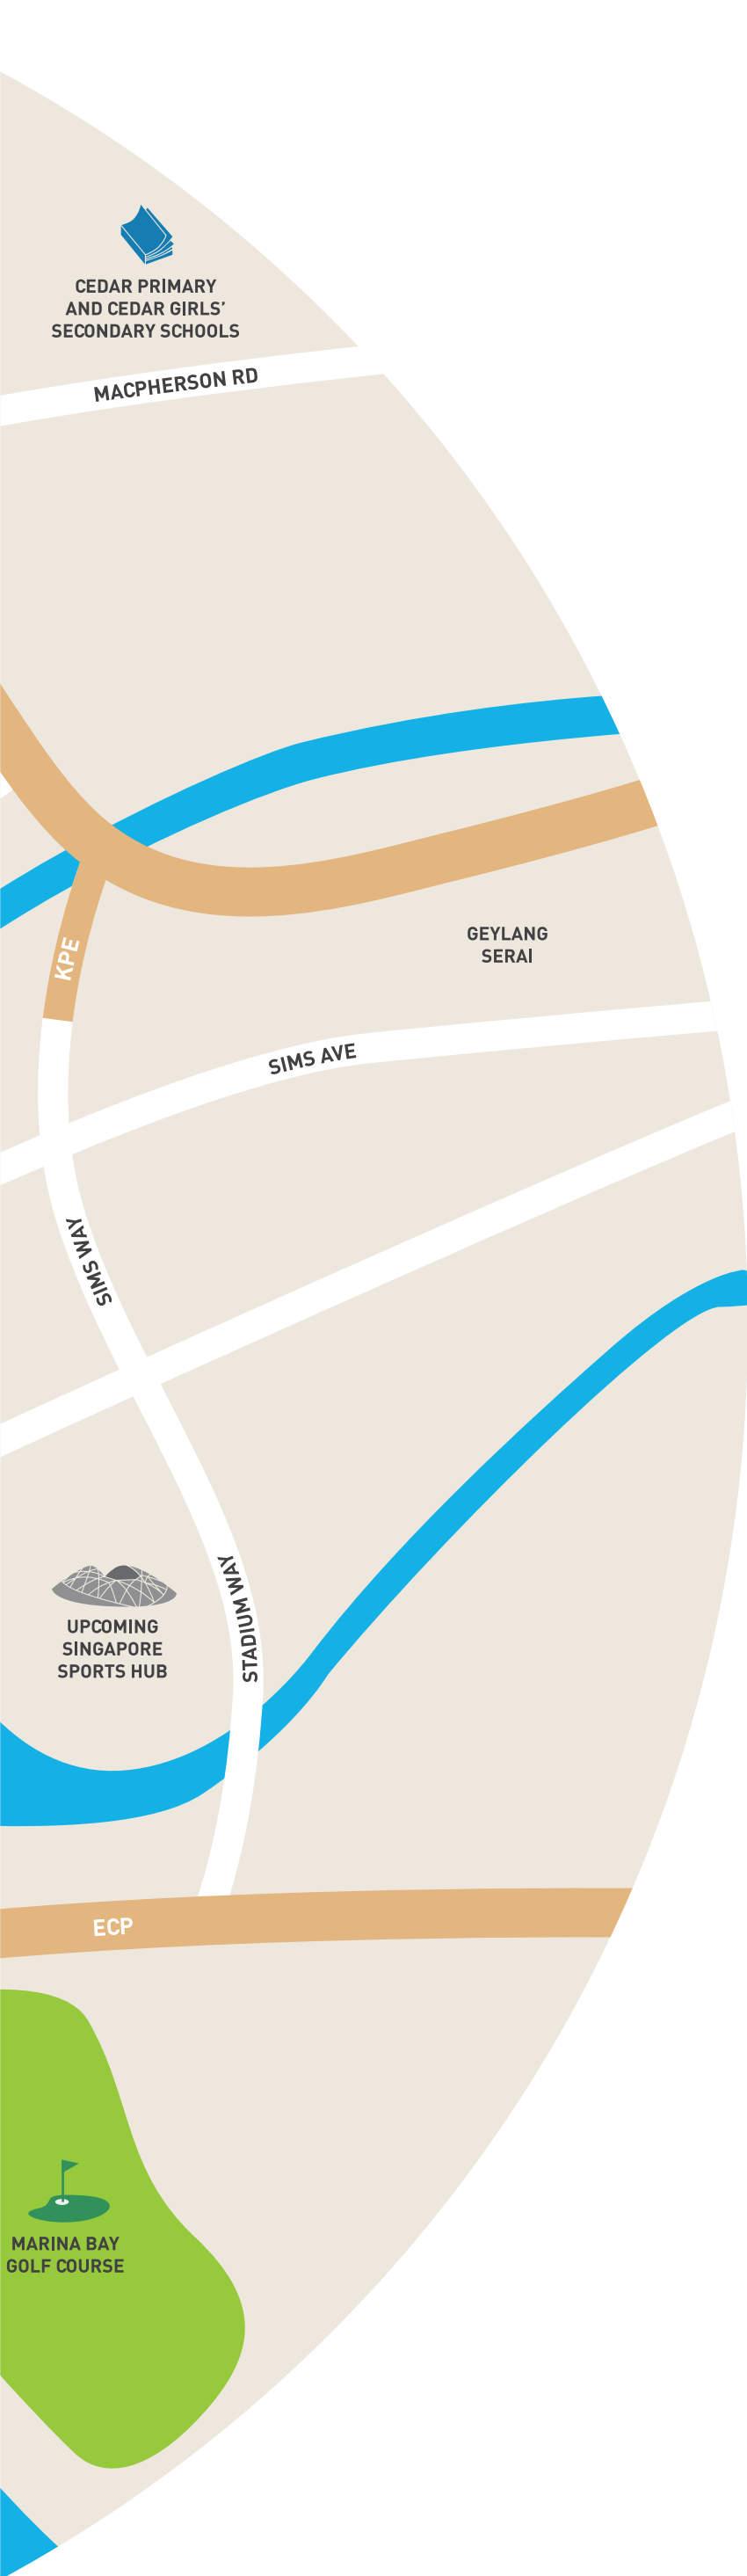 CEDAR PRIMARY
AND CEDAR GIRLS’
SECONDARY SCHOOLS
MACPHERSON RD
GEYLANG
SERAI
KPE
SIMS AVE
SIMS WAY
STADIUM WAY
UPCOMING
SINGAPORE
SPORTS HUB
ECP
MARINA BAY
GOLF COURSE